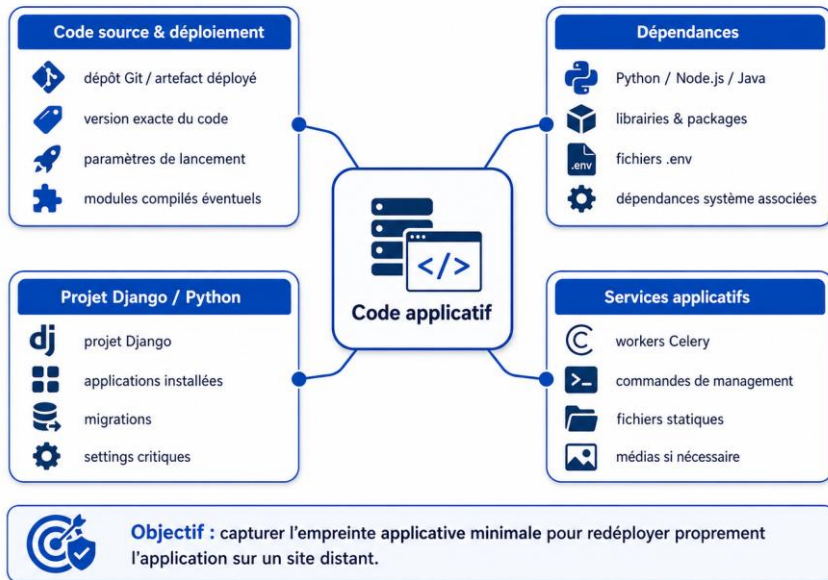 Code source & déploiement
dépôt Git / artefact déployé
version exacte du code
paramètres de lancement
modules compilés éventuels
Dépendances
Python / Node.js / Java
librairies & packages
.env
fichiers .env
dépendances système associées
</>
Code applicatif
Projet Django / Python
dj
projet Django
applications installées
migrations
settings critiques
Services applicatifs
C
workers Celery
>_
commandes de management
fichiers statiques
médias si nécessaire
Objectif : capturer l'empreinte applicative minimale pour redéployer proprement
l'application sur un site distant.